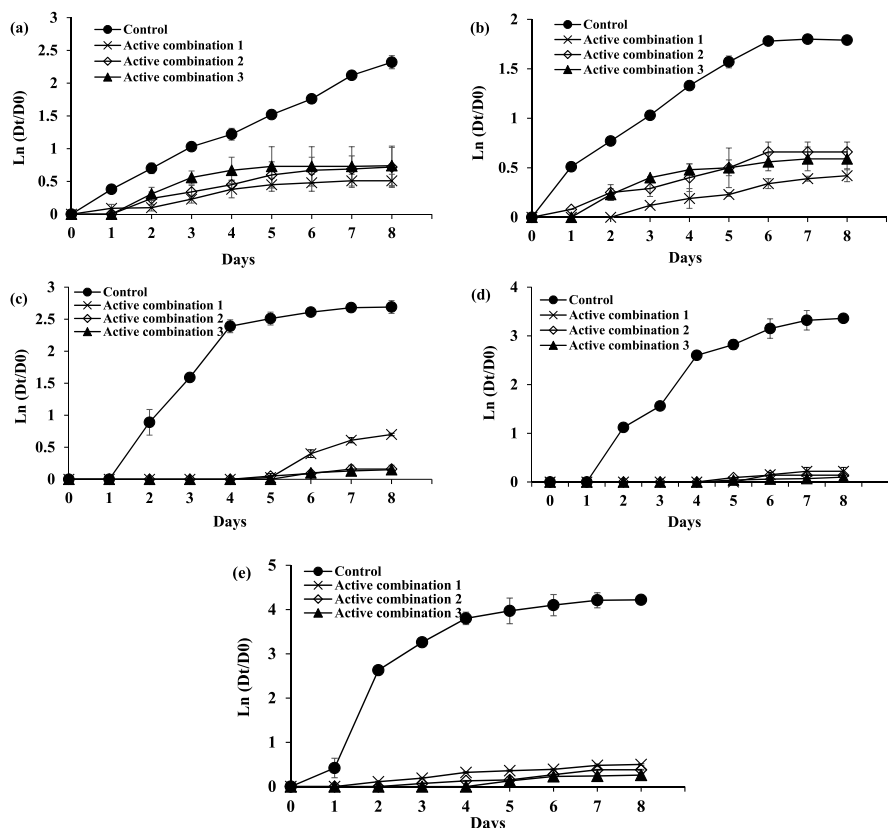 (a)
Control
Active combination 1
Active combination 2
Active combination 3
Ln (Dt/D0)
3
2.5
2
1.5
1
0.5
0
0 1 2 3 4 5 6 7 8
Days
(b)
Control
Active combination 1
Active combination 2
Active combination 3
Ln (Dt/D0)
2
1.5
1
0.5
0
0 1 2 3 4 5 6 7 8
Days
(c)
Control
Active combination 1
Active combination 2
Active combination 3
Ln (Dt/D0)
3
2.5
2
1.5
1
0.5
0
0 1 2 3 4 5 6 7 8
Days
(d)
Control
Active combination 1
Active combination 2
Active combination 3
Ln (Dt/D0)
4
3
2
1
0
0 1 2 3 4 5 6 7 8
Days
(e)
Control
Active combination 1
Active combination 2
Active combination 3
Ln (Dt/D0)
5
4
3
2
1
0
0 1 2 3 4 5 6 7 8
Days